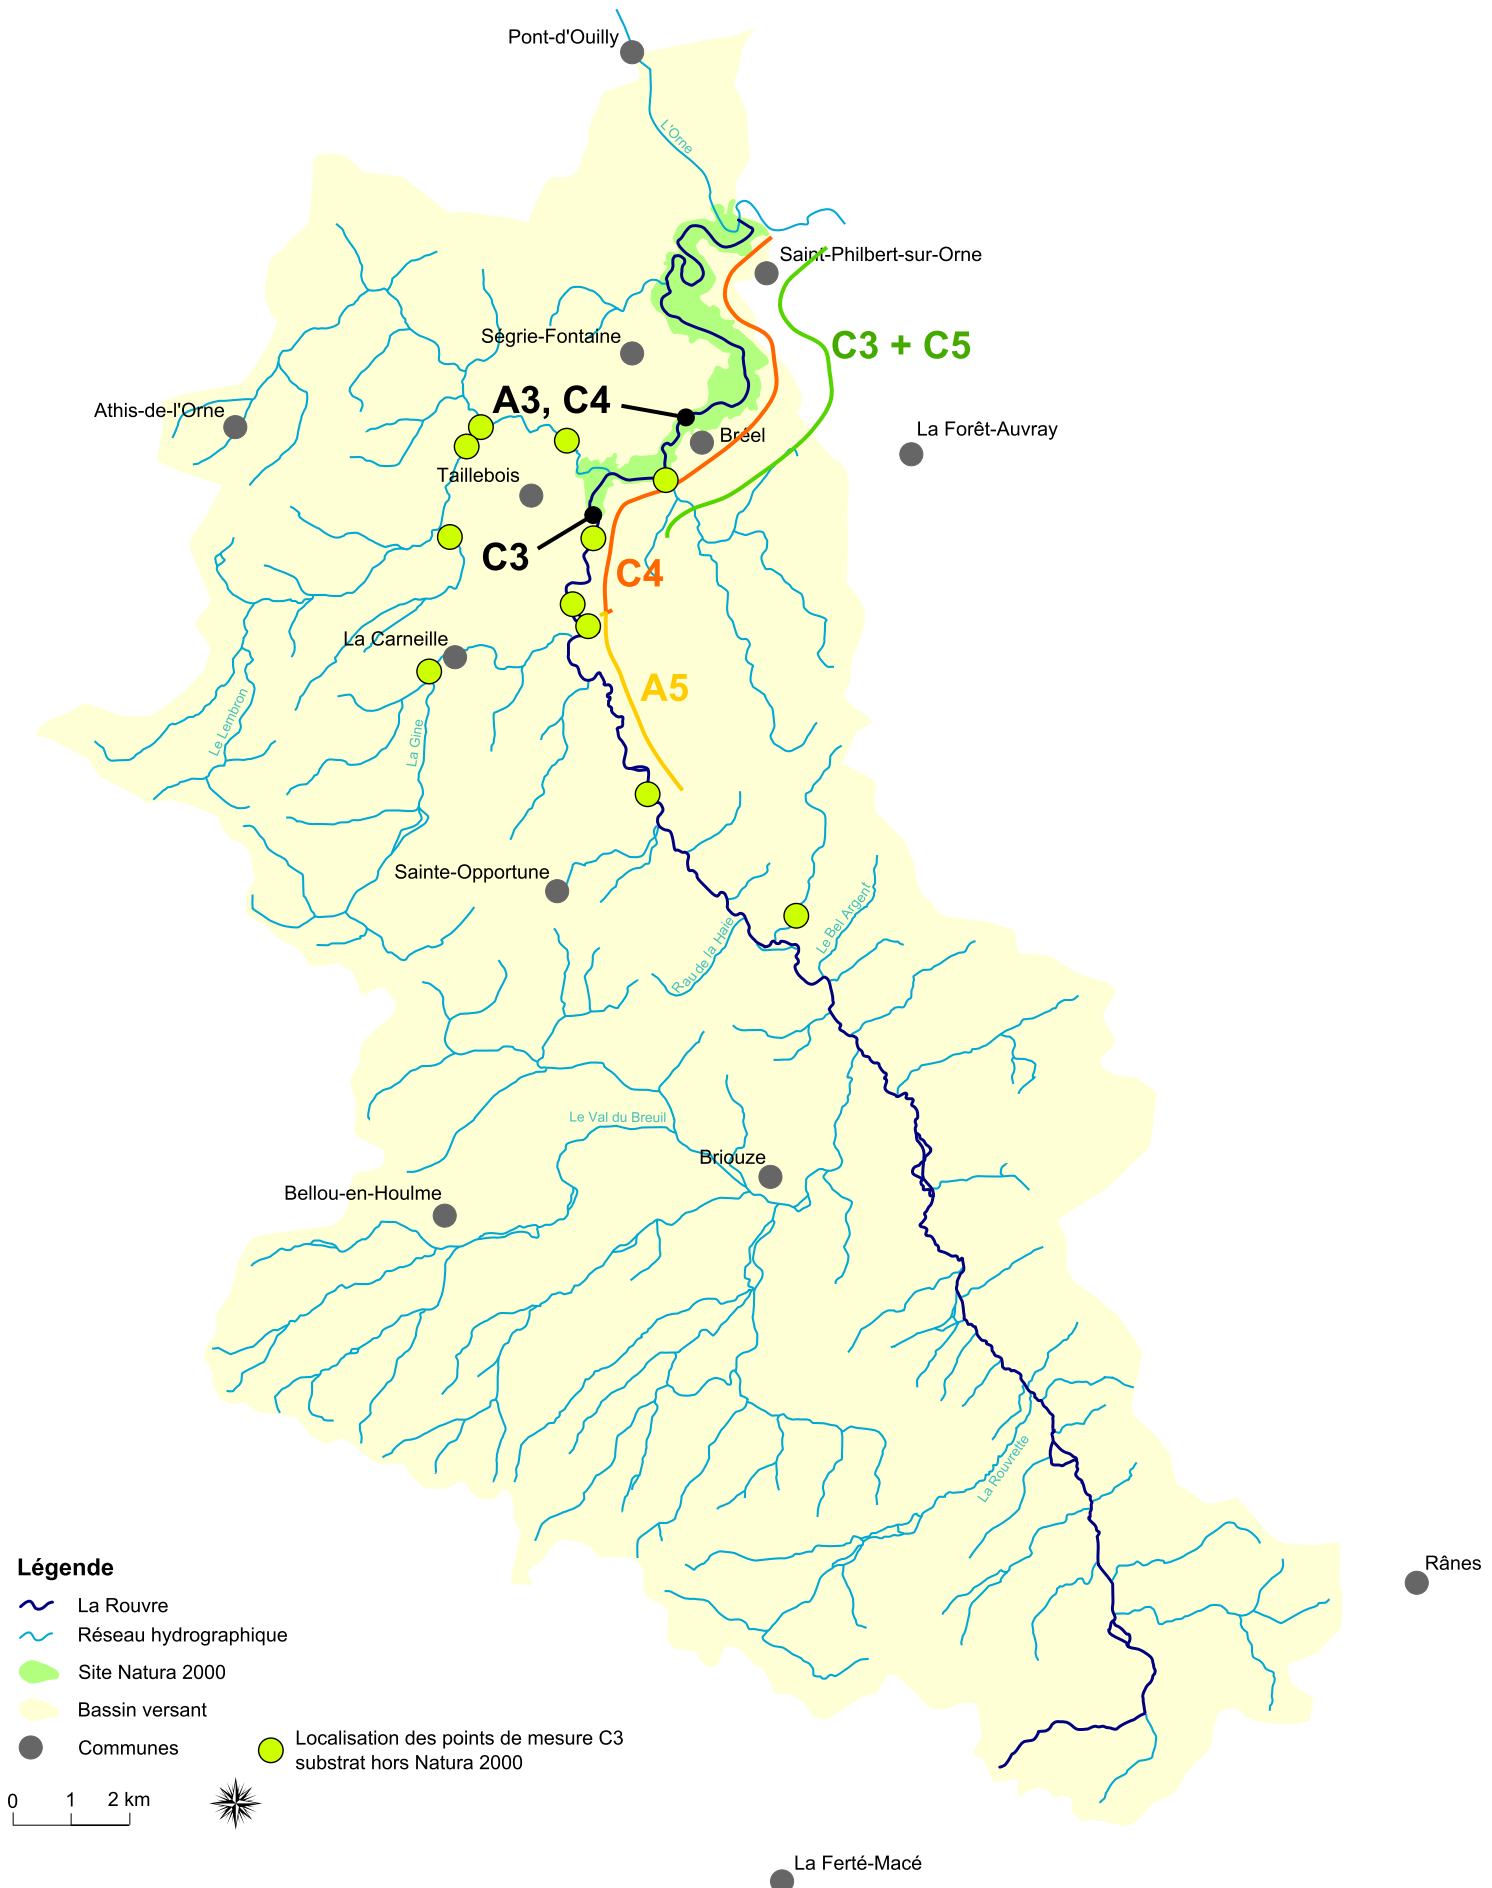 Pont-d'Ouilly
L'Orne
Saint-Philbert-sur-Orne
Ségrie-Fontaine
C3 + C5
A3, C4
Athis-de-l'Orne
Bréel
La Forêt-Auvray
Taillebois
C3
C4
La Carneille
A5
Le Lembron
La Gine
Sainte-Opportune
Le Bel Argent
Rau de la Haie
Le Val du Breuil
Briouze
Bellou-en-Houlme
La Rouvrette
Rânes
Légende
La Rouvre
Réseau hydrographique
Site Natura 2000
Bassin versant
Communes
Localisation des points de mesure C3
substrat hors Natura 2000
0 1 2 km
La Ferté-Macé